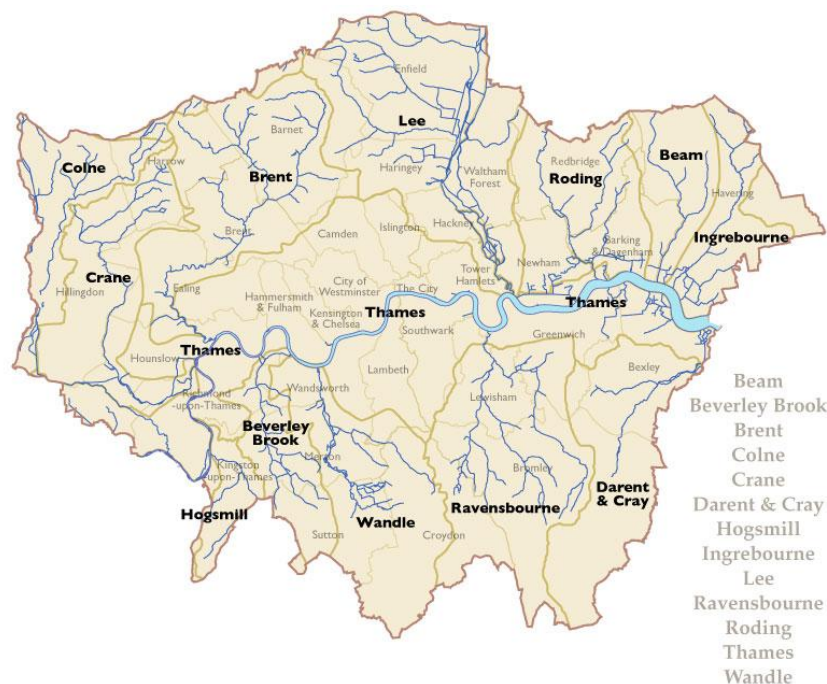 Enfield
Lee
Barnet
Colne
Harrow
Brent
Haringey
Waltham
Forest
Redbridge
Roding
Beam
Havering
Hackney
Islington
Camden
Brent
Barking
& Dagenham
Ingrebourne
Newham
Crane
Hillingdon
Ealing
City of
Westminster
The City
Tower
Hamlets
Hammersmith
& Fulham
Kensington
& Chelsea
Thames
Thames
Southwark
Greenwich
Hounslow
Thames
Lambeth
Bexley
Richmond
-upon-Thames
Wandsworth
Lewisham
Beverley
Brook
Merton
Kingston
-upon-Thames
Bromley
Darent
& Cray
Hogsmill
Wandle
Ravensbourne
Sutton
Croydon
Beam
Beverley Brook
Brent
Colne
Crane
Darent & Cray
Hogsmill
Ingrebourne
Lee
Ravensbourne
Roding
Thames
Wandle